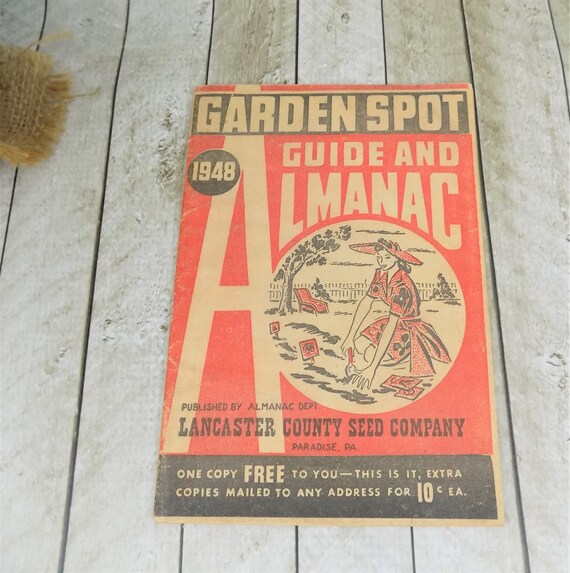 GARDEN SPOT
1948
GUIDE AND
ALMANAC
PUBLISHED BY ALMANAC DEPT
LANCASTER COUNTY SEED COMPANY
PARADISE, PA.
ONE COPY FREE TO YOU—THIS IS IT, EXTRA
COPIES MAILED TO ANY ADDRESS FOR 10¢ EA.